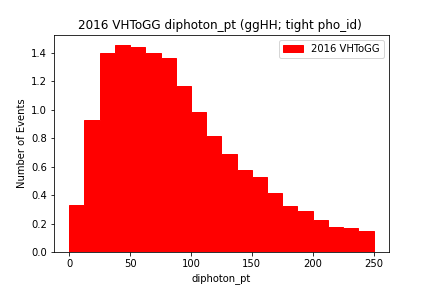 2016 VHToGG diphoton_pt (ggHH; tight pho_id)
2016 VHToGG
1.4
1.2
1.0
0.8
0.6
0.4
0.2
0.0
Number of Events
0 50 100 150 200 250
diphoton_pt